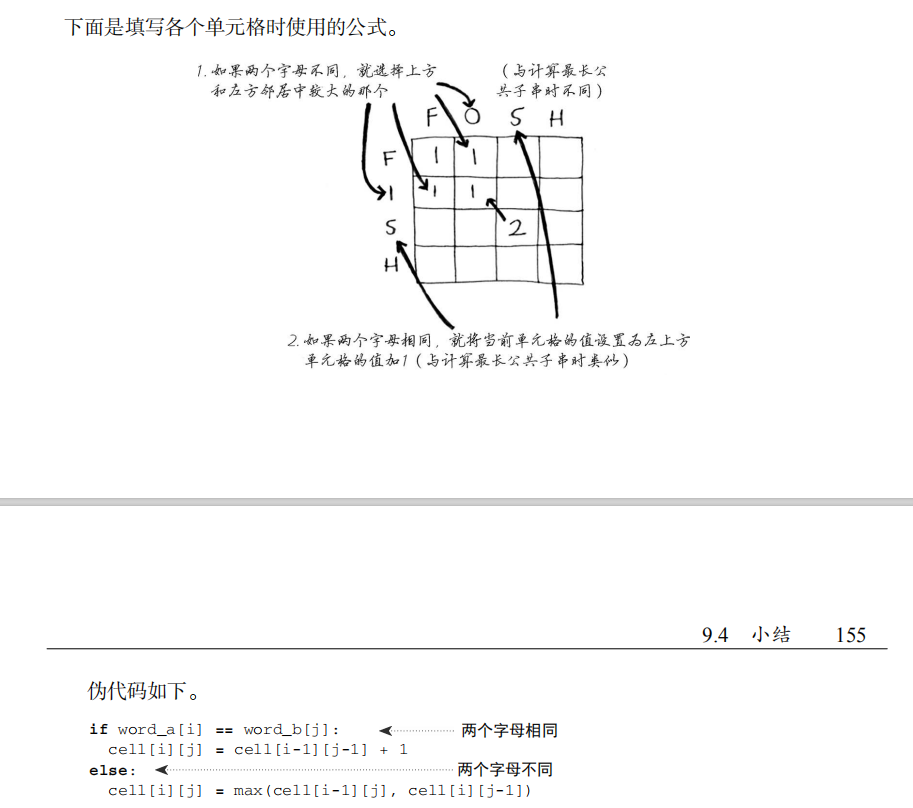 下面是填写各个单元格时使用的公式。
1.如果两个字母不同，就选择上方
和左方邻居中较大的那个
（与计算最长公
共子串时不同）
F O S H
F 1 1
I 1 1
S 2
H
2.如果两个字母相同，就将当前单元格的值设置为左上方
单元格的值加1（与计算最长公共子串时类似）
9.4 小结 155
伪代码如下。
if word_a[i] == word_b[j]: 两个字母相同
cell[i][j] = cell[i-1][j-1] + 1
else: 两个字母不同
cell[i][j] = max(cell[i-1][j], cell[i][j-1])